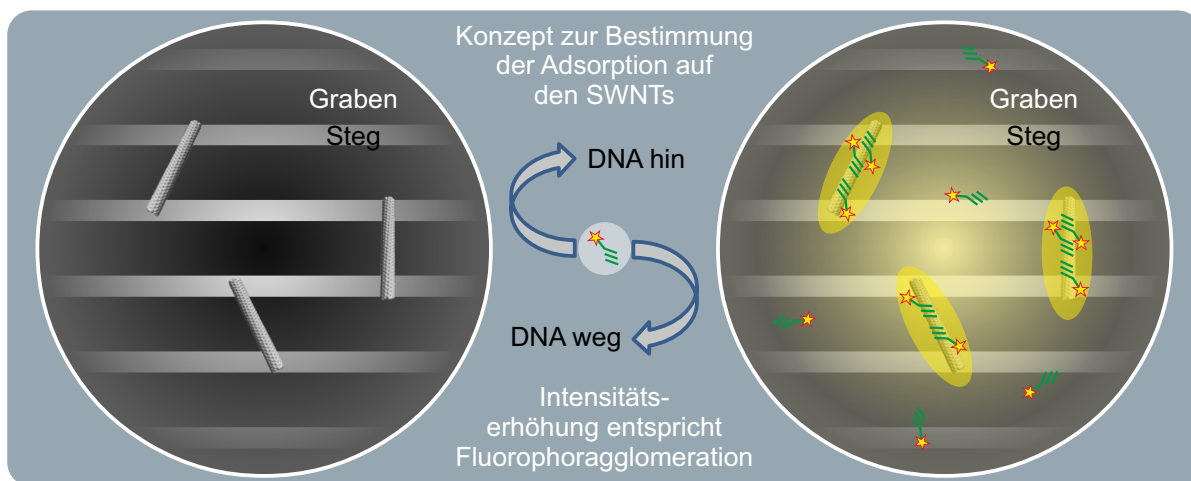 Konzept zur Bestimmung
der Adsorption auf
den SWNTs
Graben
Steg
DNA hin
DNA weg
Intensitäts-
erhöhung entspricht
Fluorophoragglomeration
Graben
Steg